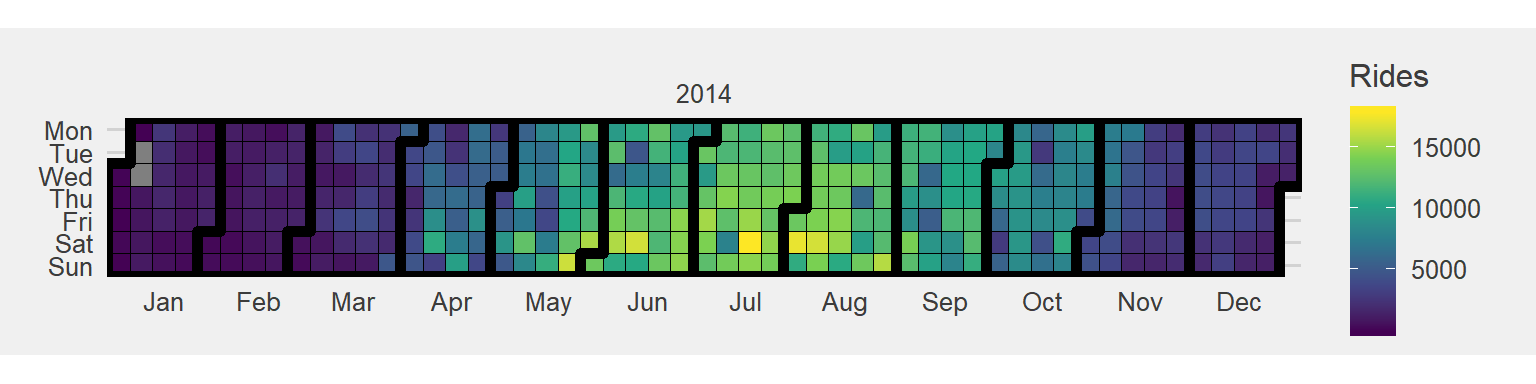 Rides
2014
Mon
Tue
Wed
Thu
Fri
Sat
Sun
15000
10000
5000
Jan Feb Mar Apr May Jun Jul Aug Sep Oct Nov Dec